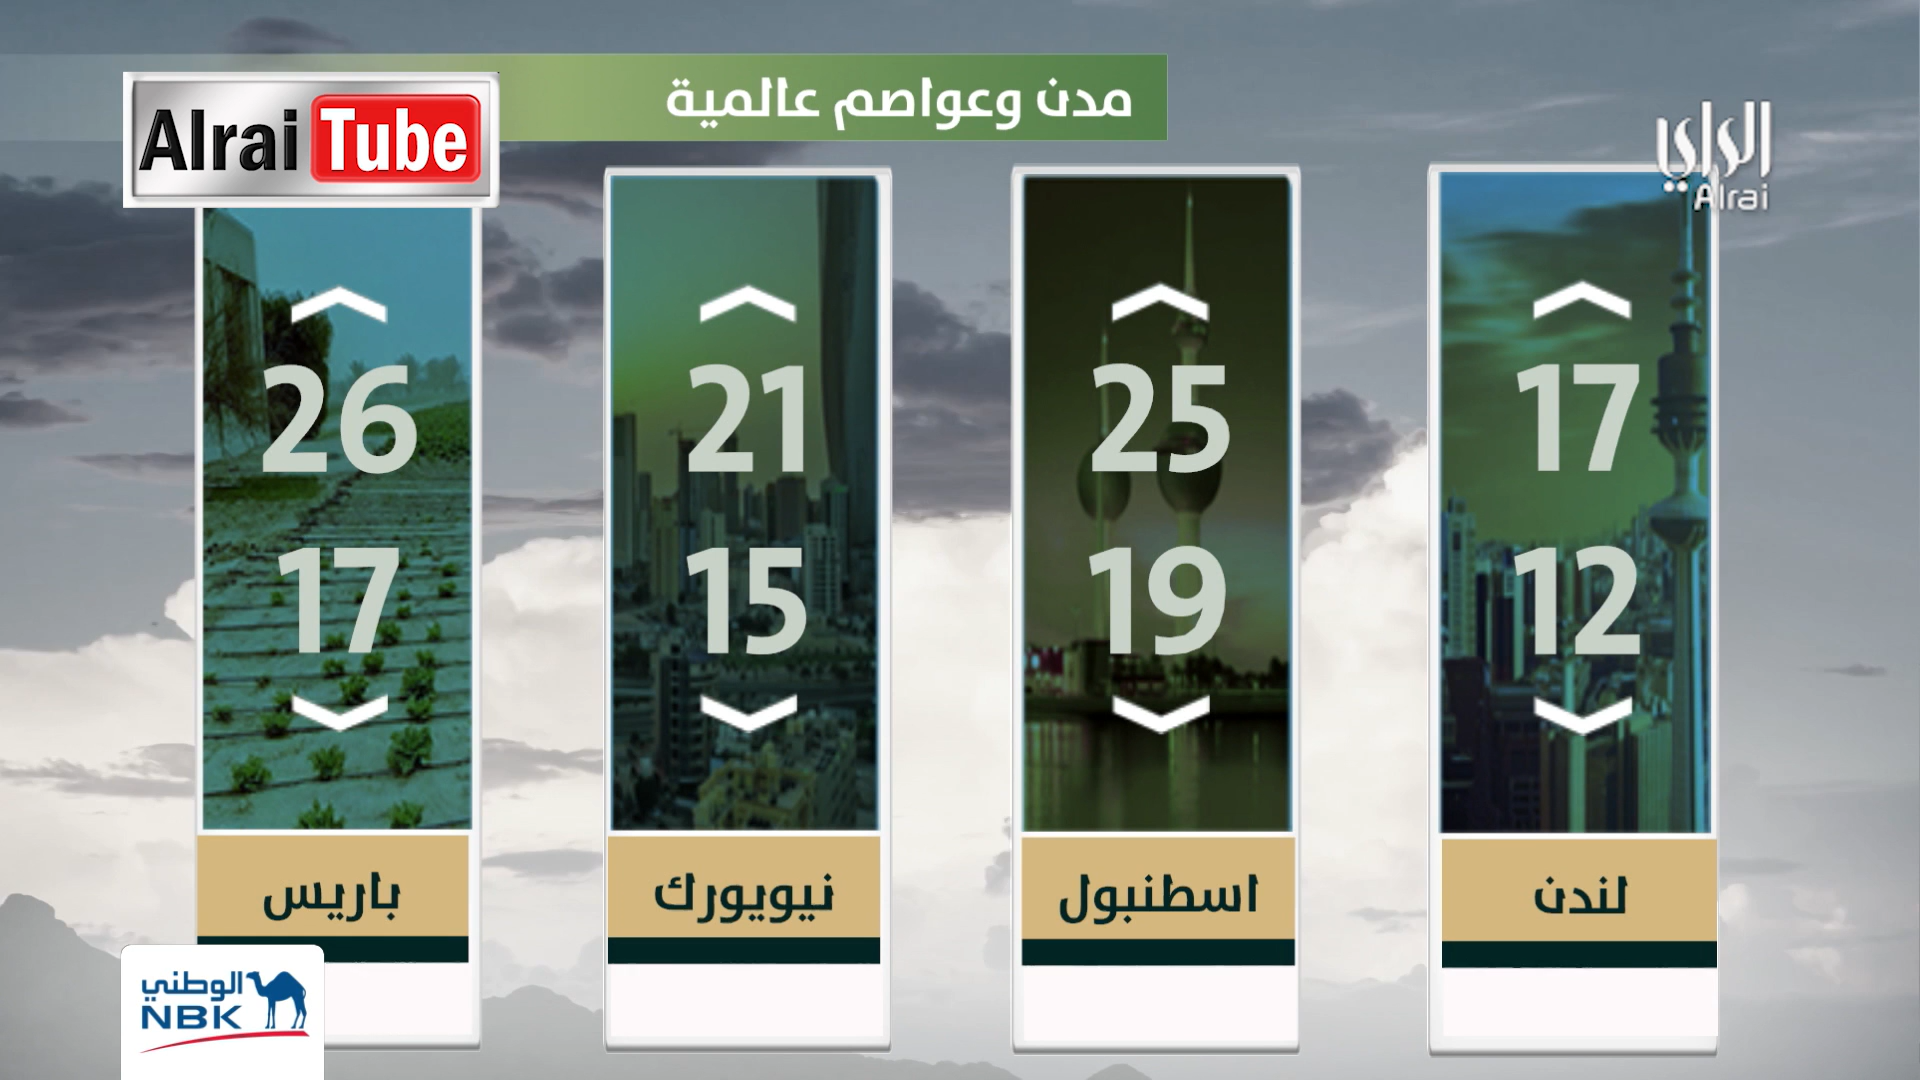 مدن وعواصم عالمية
Alrai Tube
الراي
Alrai
17
12
لندن
25
19
اسطنبول
21
15
نيويورك
26
17
باريس
الوطني
NBK